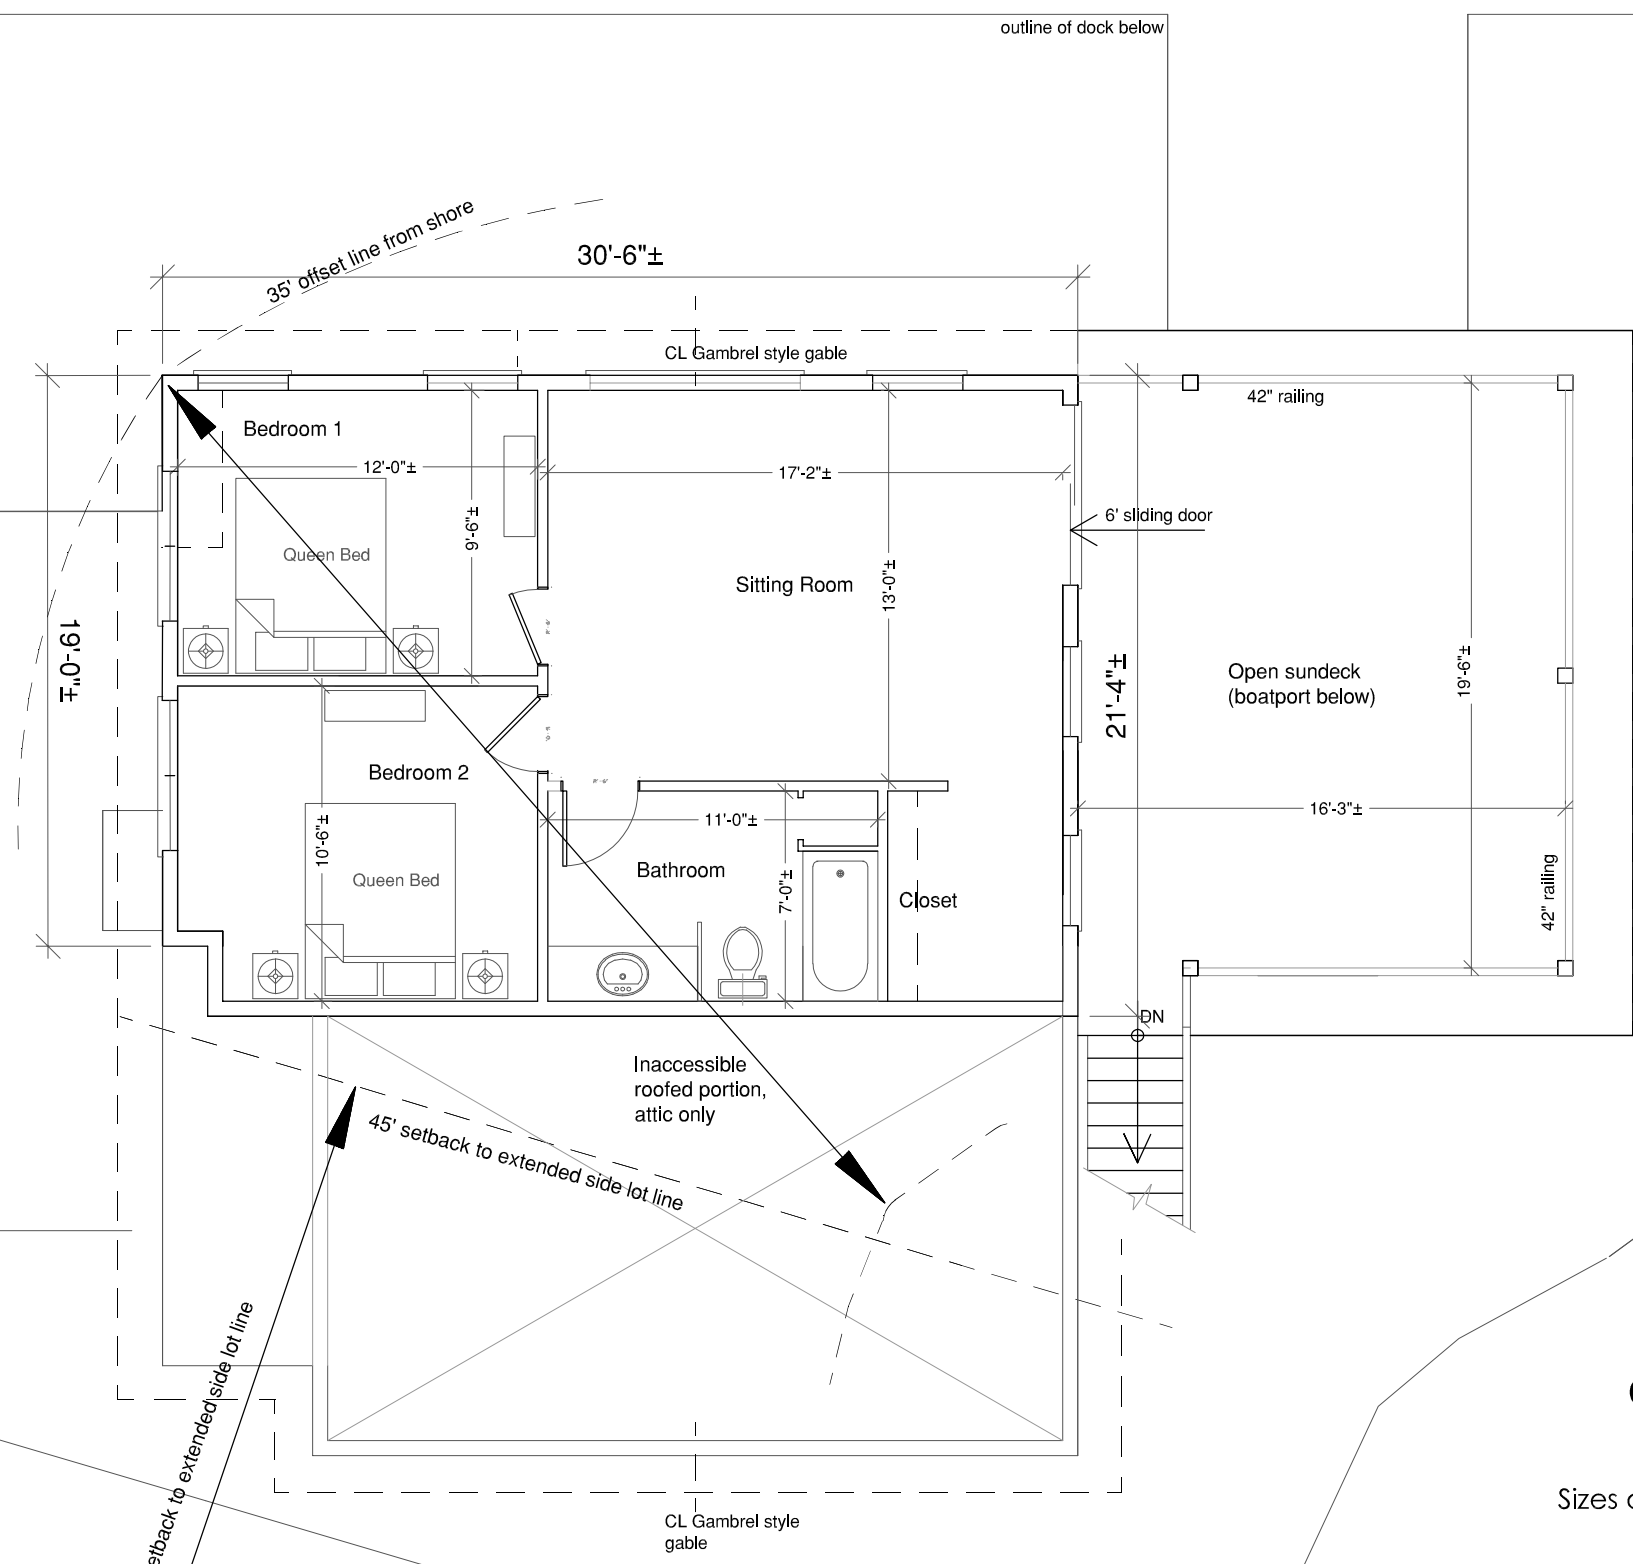 outline of dock below
35' offset line from shore
30'-6"±
CL Gambrel style gable
42" railing
Bedroom 1
12'-0"±
17'-2"±
6' sliding door
9'-6"±
Queen Bed
Sitting Room
13'-0"±
19'-0"±
21'-4"±
Open sundeck
(boatport below)
19'-6"±
Bedroom 2
10'-6"±
11'-0"±
16'-3"±
Bathroom
7'-0"±
Queen Bed
Closet
42" railing
DN
Inaccessible
roofed portion,
attic only
45' setback to extended side lot line
etback to extended side lot line
Sizes
CL Gambrel style
gable